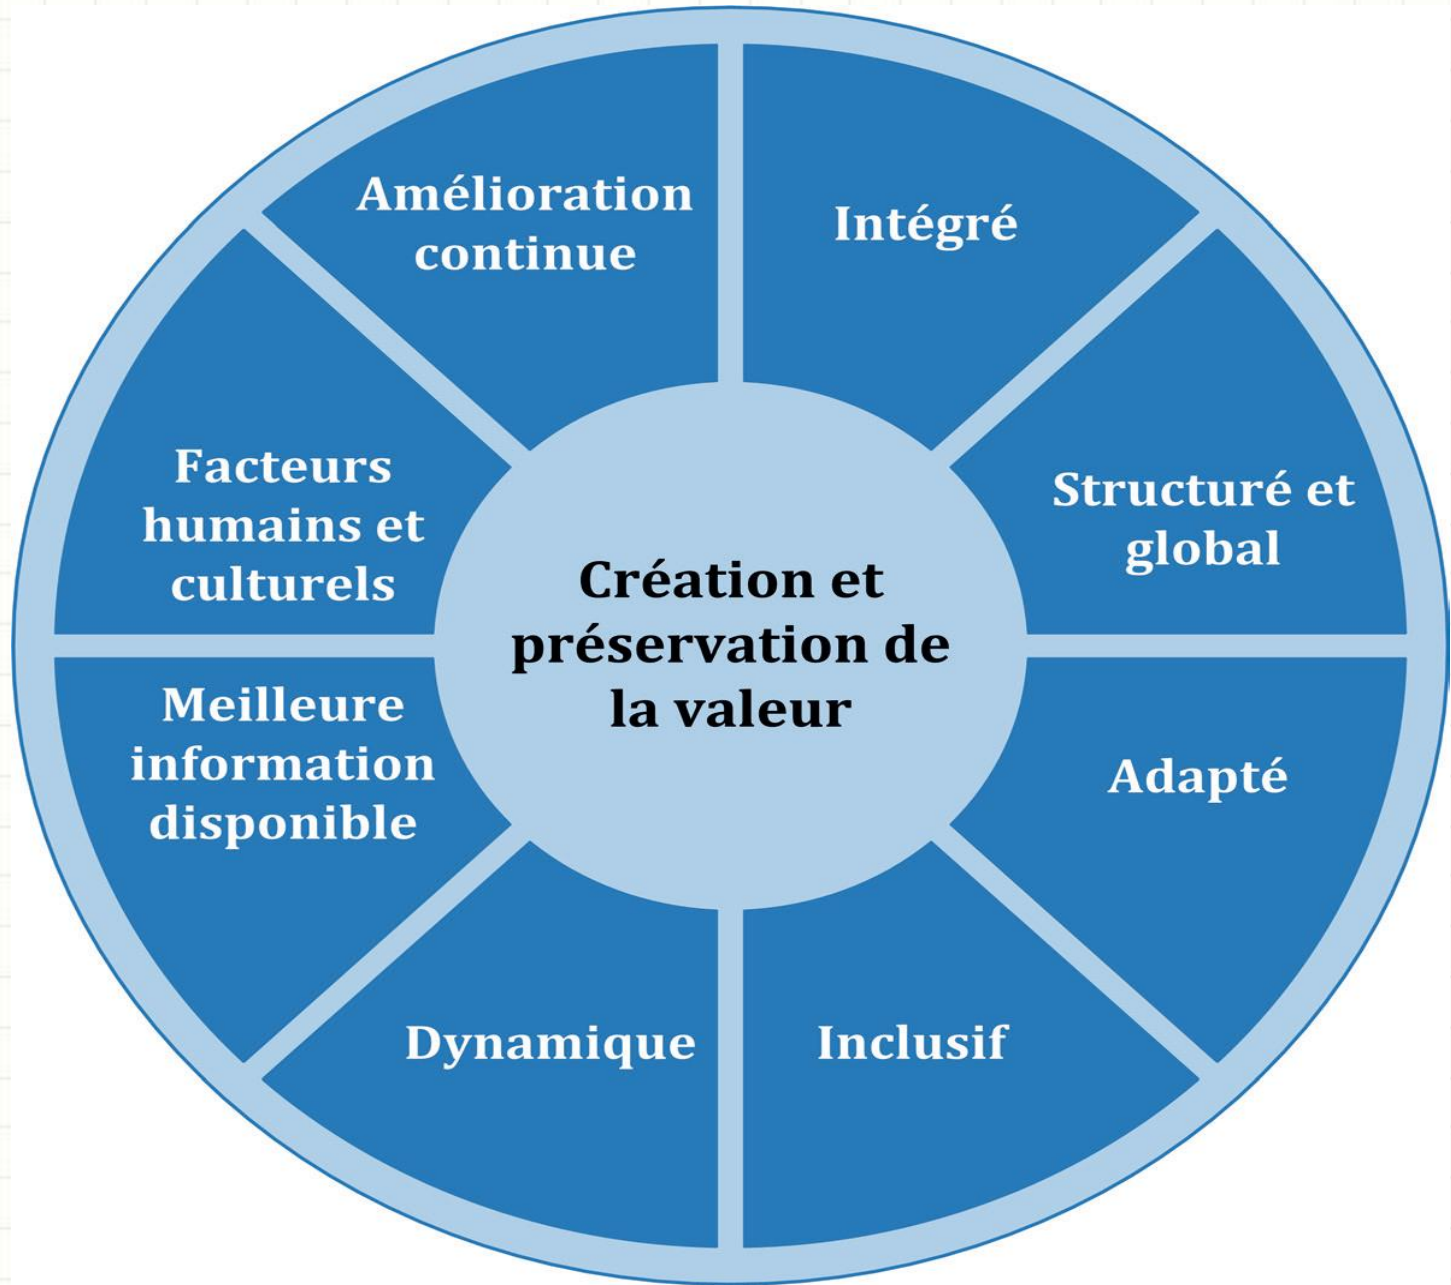 Amélioration
continue
Intégré
Facteurs
humains et
culturels
Structuré et
global
Création et
préservation de
la valeur
Meilleure
information
disponible
Adapté
Dynamique
Inclusif